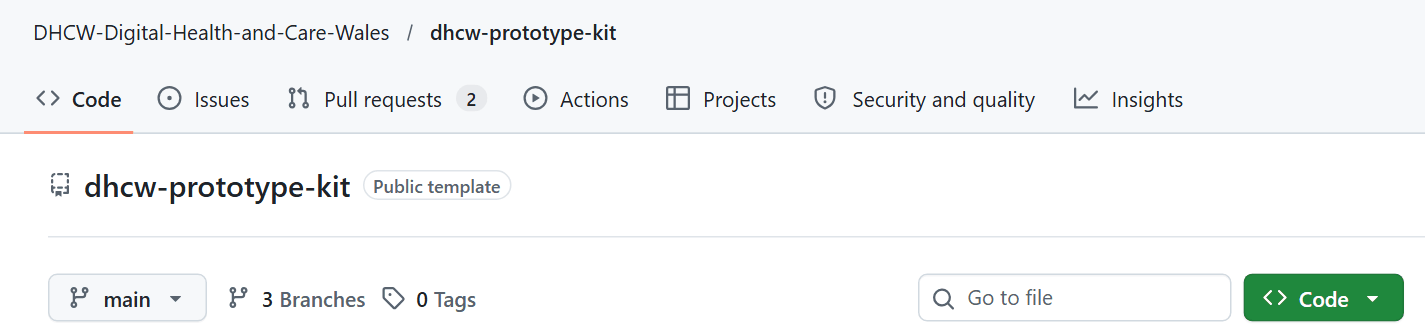 DHCW-Digital-Health-and-Care-Wales / dhcw-prototype-kit
Code Issues Pull requests 2 Actions Projects Security and quality Insights
dhcw-prototype-kit Public template
main 3 Branches 0 Tags Go to file Code